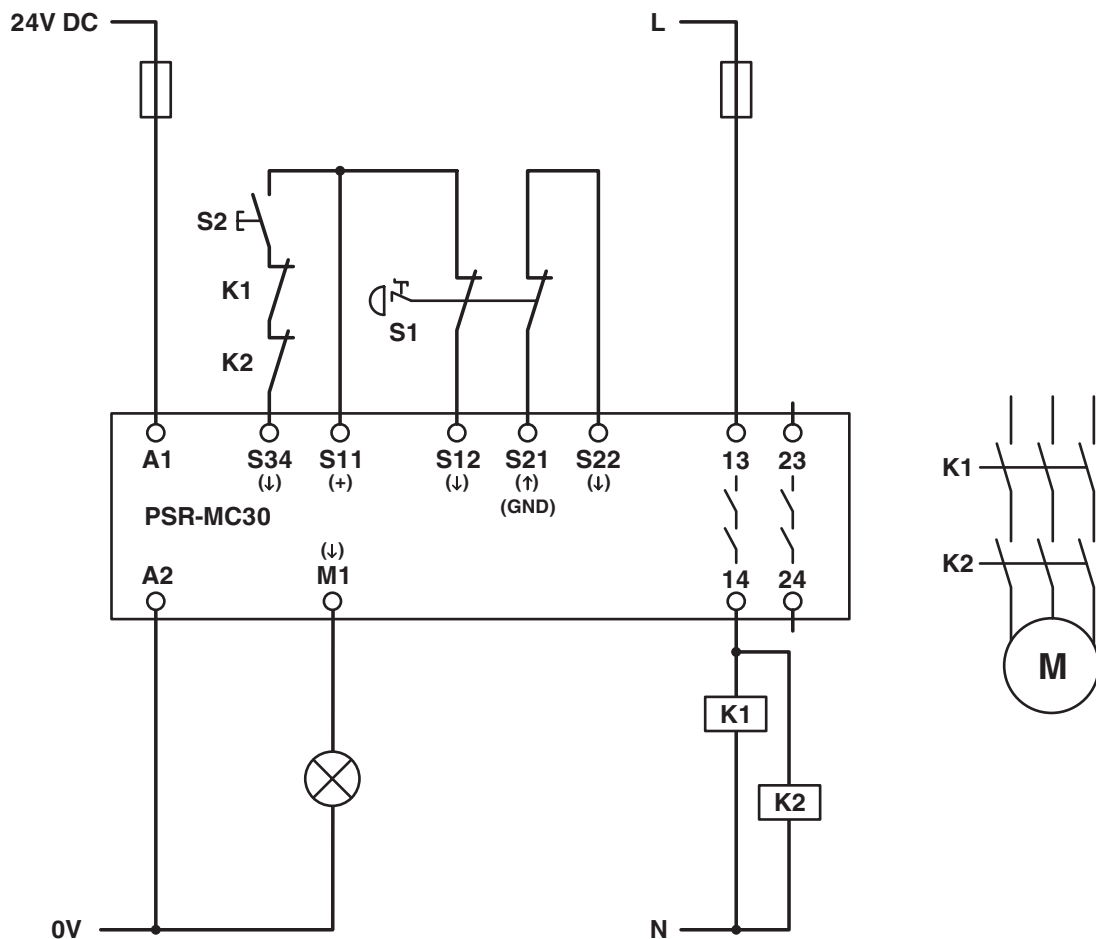 24V DC
L
S2
K1
S1
K2
A1
S34
(↓)
S11
(+)
S12
(↓)
S21
(↑)
(GND)
S22
(↓)
13
23
PSR-MC30
A2
(↓)
M1
14
24
K1
K2
0V
N
K1
K2
M